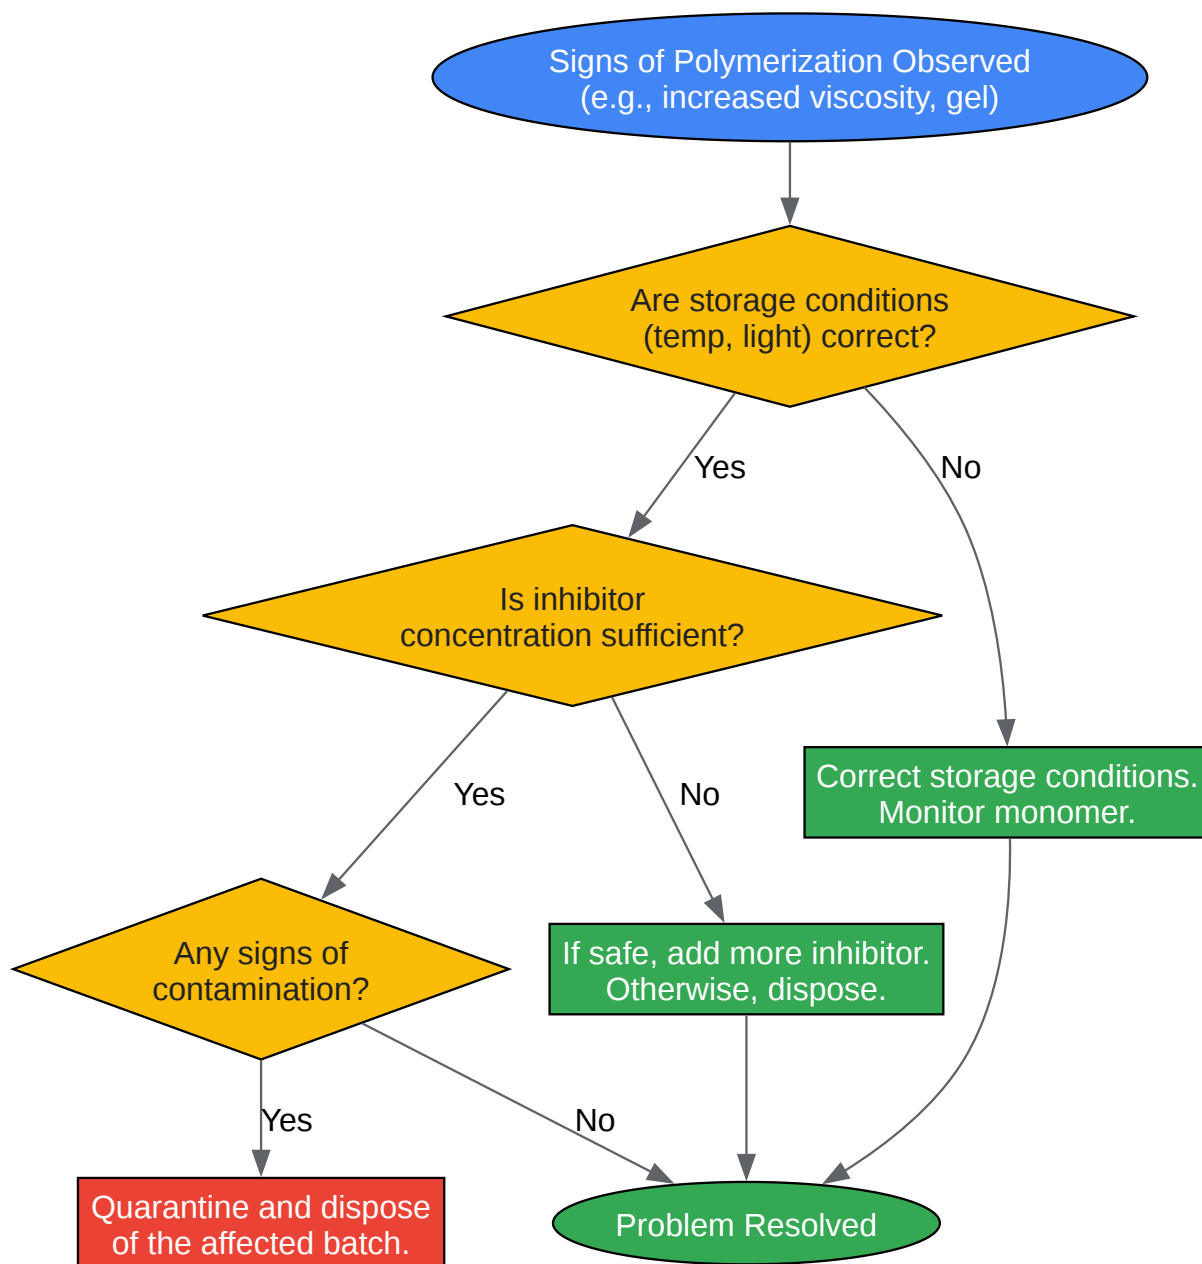 Signs of Polymerization Observed
(e.g., increased viscosity, gel)
Are storage conditions
(temp, light) correct?
Yes
No
Is inhibitor
concentration sufficient?
Correct storage conditions.
Monitor monomer.
Yes
No
Any signs of
contamination?
If safe, add more inhibitor.
Otherwise, dispose.
Yes
No
Quarantine and dispose
of the affected batch.
Problem Resolved